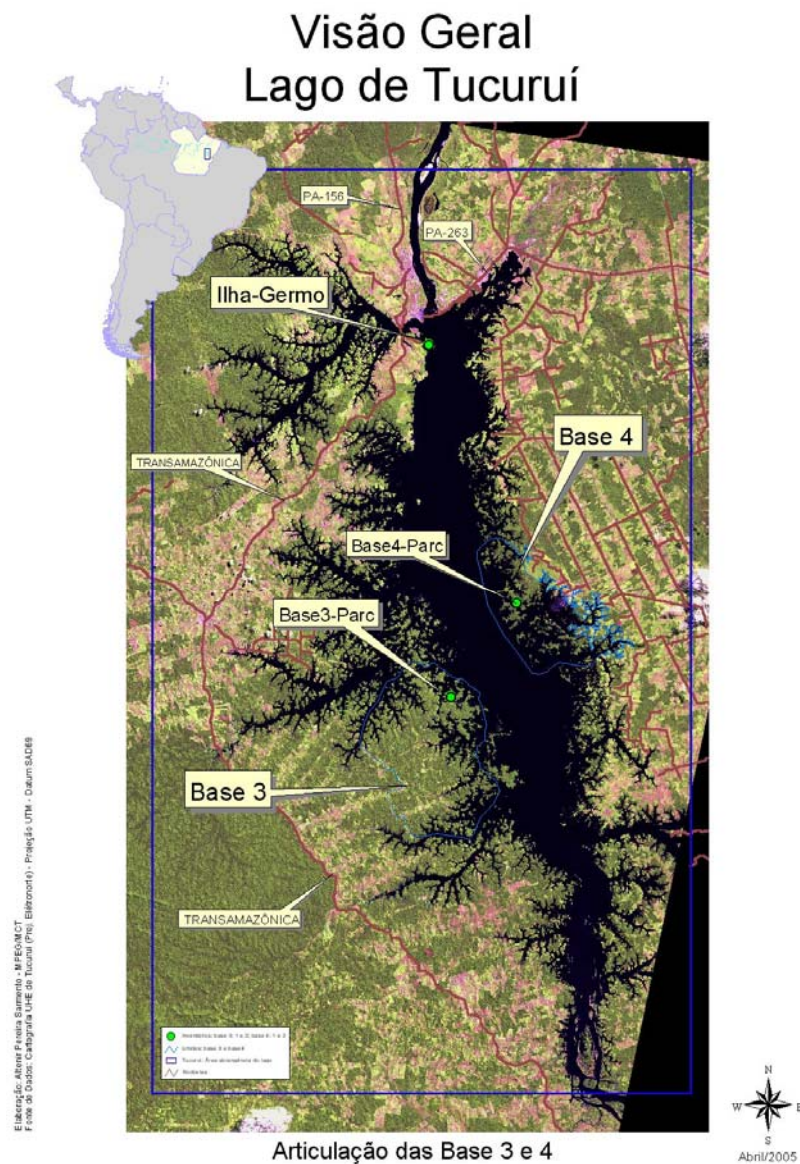 Visão Geral
Lago de Tucuruí
PA-156
PA-263
Ilha-Germo
Base 4
TRANSAMAZÔNICA
Base4-Parc
Base3-Parc
Base 3
TRANSAMAZÔNICA
Elaboração: Altenir Pereira Sarmento - MPEG/MCT
Fonte de Dados: Cartografia UHE de Tucuruí (Proj. Eletronorte) - Projeção UTM - Datum SAD69
N
W E
S
Articulação das Base 3 e 4
Abril/2005